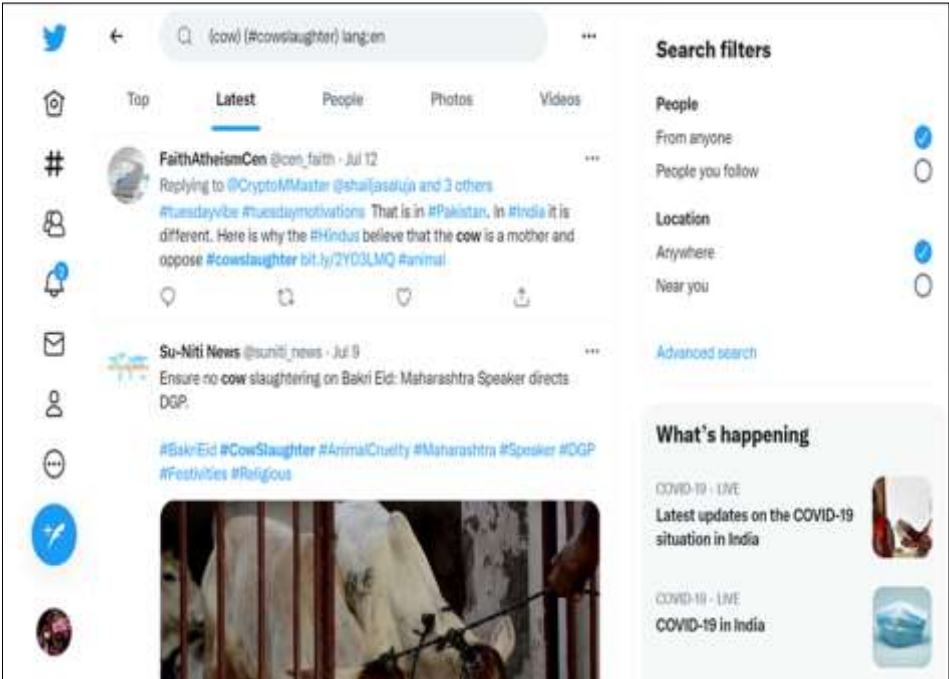 (cow) (#cowslaughter) lang:en
Top Latest People Photos Videos
FaithAtheismCen @cen_faith · Jul 12
Replying to @CryptoMMaster @shailjasaluja and 3 others
#tuesdayvibe #tuesdaymotivations That is in #Pakistan. In #India it is
different. Here is why the #Hindus believe that the cow is a mother and
oppose #cowslaughter bit.ly/2Y03LMQ #animal
Su-Niti News @suniti_news · Jul 9
Ensure no cow slaughtering on Bakri Eid: Maharashtra Speaker directs
DGP.
#BakriEid #CowSlaughter #AnimalCruelty #Maharashtra #Speaker #DGP
#Festivities #Religious
Search filters
People
From anyone
People you follow
Location
Anywhere
Near you
Advanced search
What's happening
COVID-19 · LIVE
Latest updates on the COVID-19
situation in India
COVID-19 · LIVE
COVID-19 in India